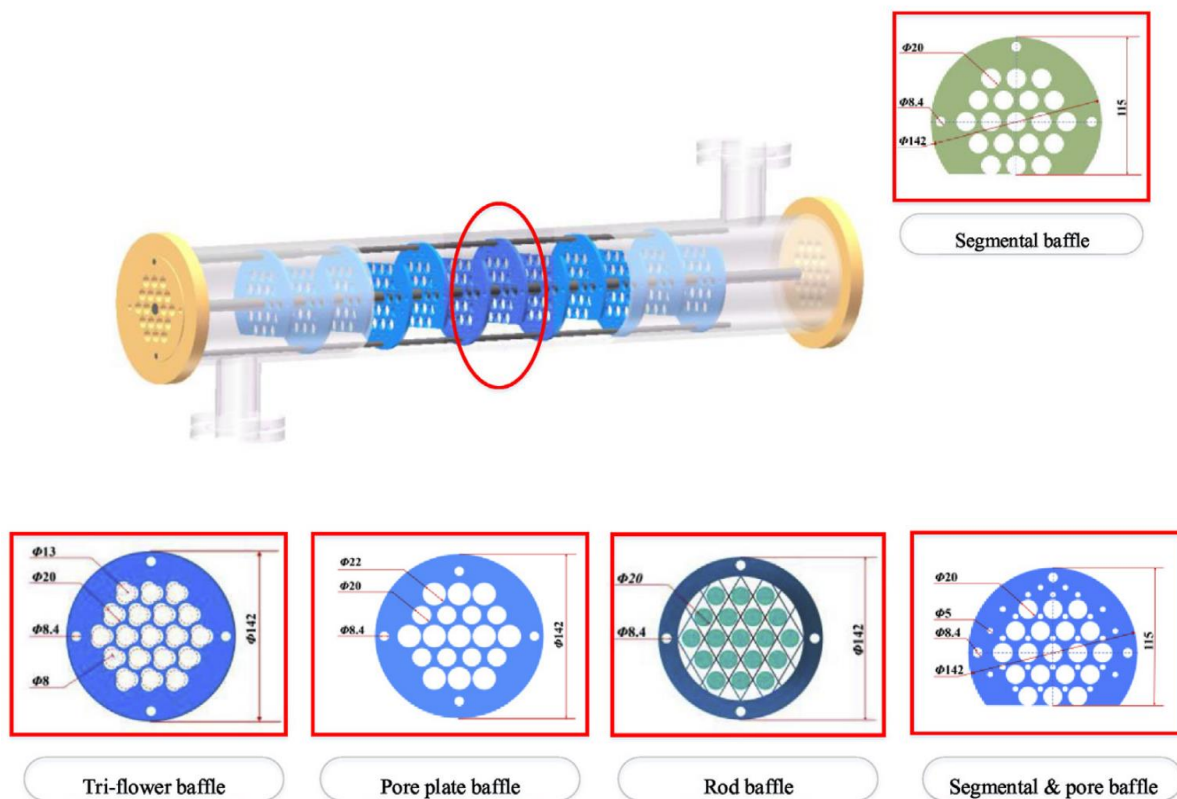 Φ20
Φ8.4
Φ142
115
Segmental baffle
Φ13
Φ20
Φ8.4
Φ8
Φ142
Φ22
Φ20
Φ8.4
Φ142
Φ20
Φ8.4
Φ142
Φ20
Φ5
Φ8.4
Φ142
115
Tri-flower baffle
Pore plate baffle
Rod baffle
Segmental & pore baffle